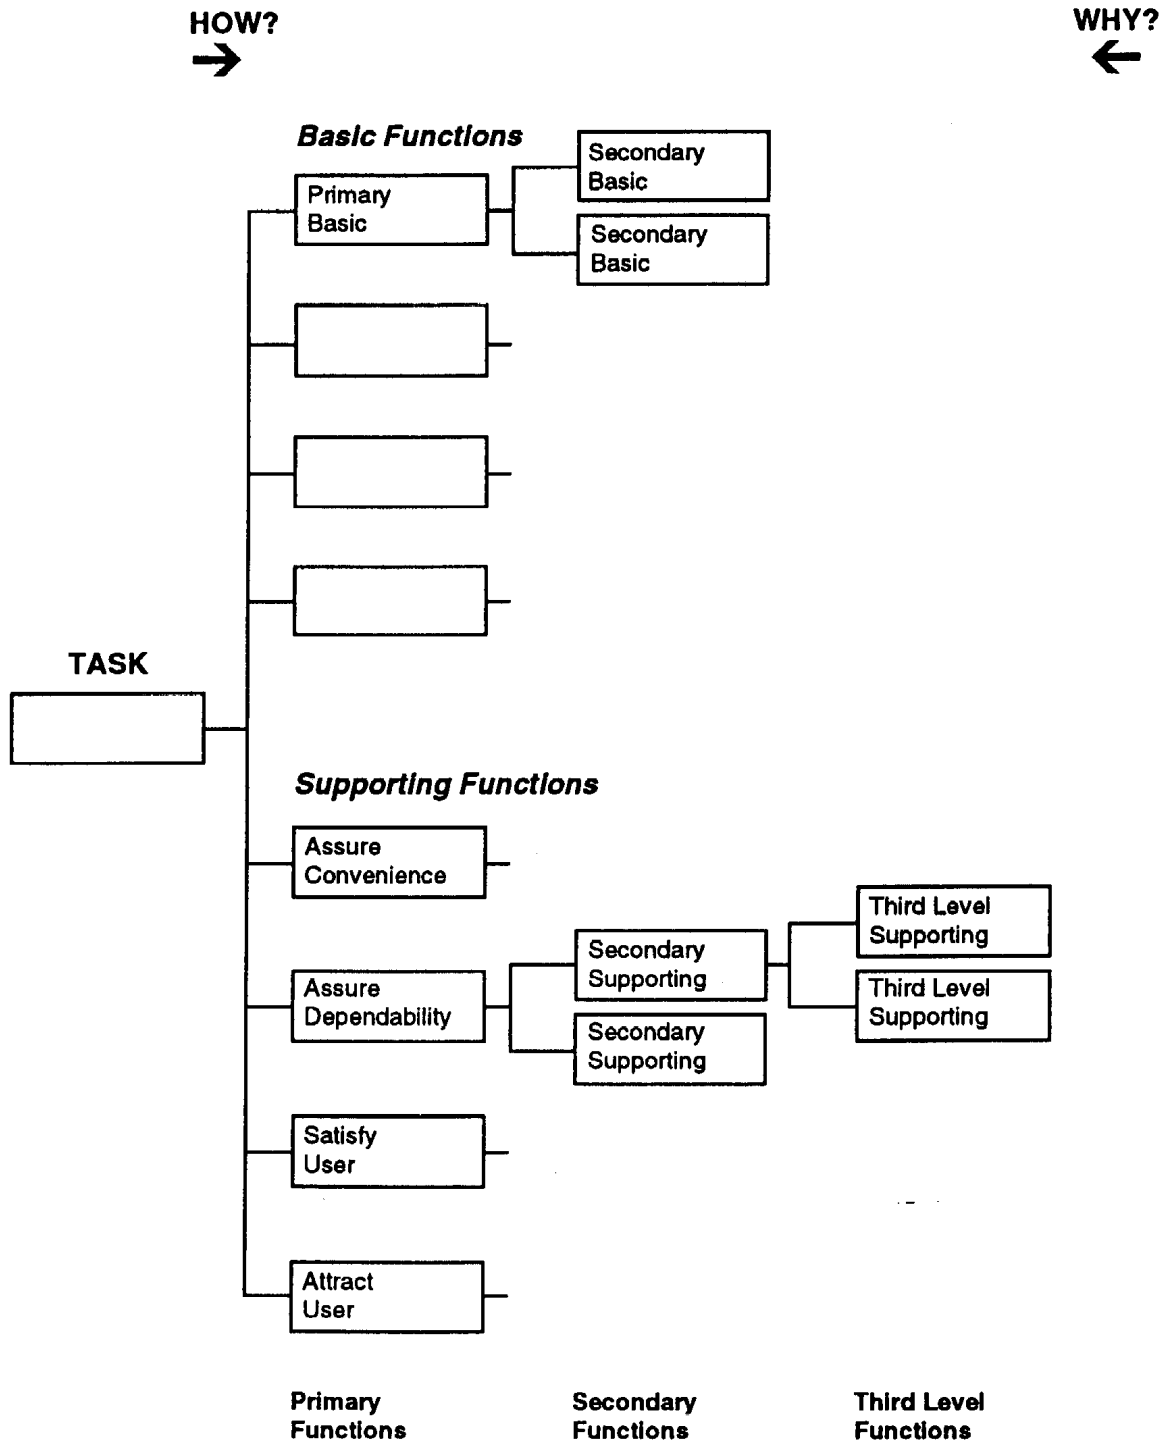 HOW?
WHY?
Basic Functions
Primary
Basic
Secondary
Basic
Secondary
Basic
TASK
Supporting Functions
Assure
Convenience
Assure
Dependability
Secondary
Supporting
Secondary
Supporting
Third Level
Supporting
Third Level
Supporting
Satisfy
User
Attract
User
Primary
Functions
Secondary
Functions
Third Level
Functions